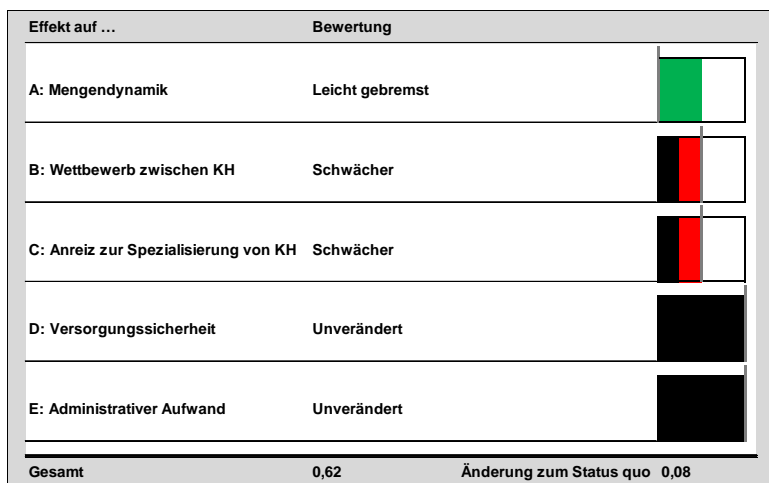 Effekt auf … Bewertung
A: Mengendynamik Leicht gebremst
B: Wettbewerb zwischen KH Schwächer
C: Anreiz zur Spezialisierung von KH Schwächer
D: Versorgungssicherheit Unverändert
E: Administrativer Aufwand Unverändert
Gesamt 0,62 Änderung zum Status quo 0,08